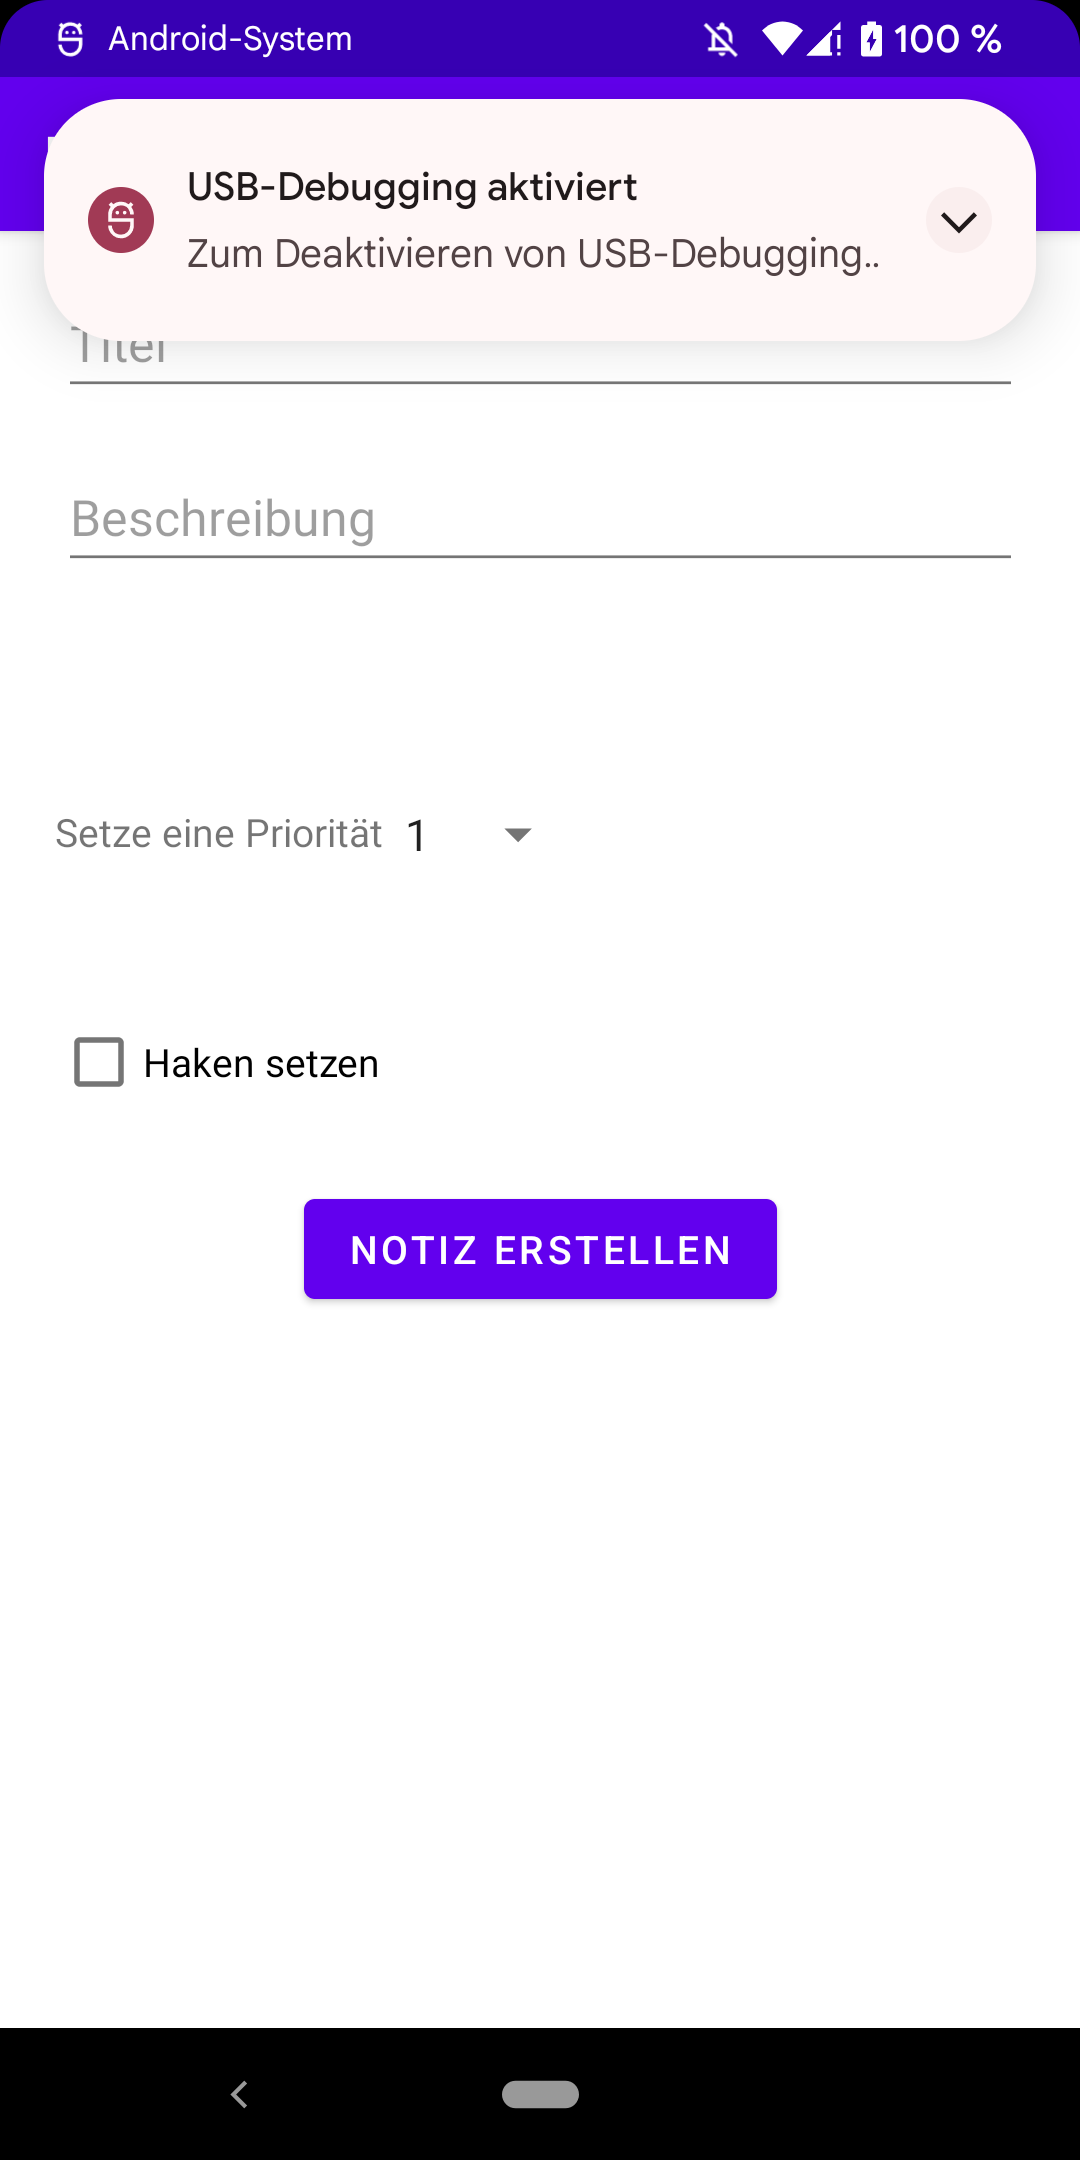 Android-System
100 %
USB-Debugging aktiviert
Zum Deaktivieren von USB-Debugging..
Titel
Beschreibung
Setze eine Priorität 1
Haken setzen
NOTIZ ERSTELLEN